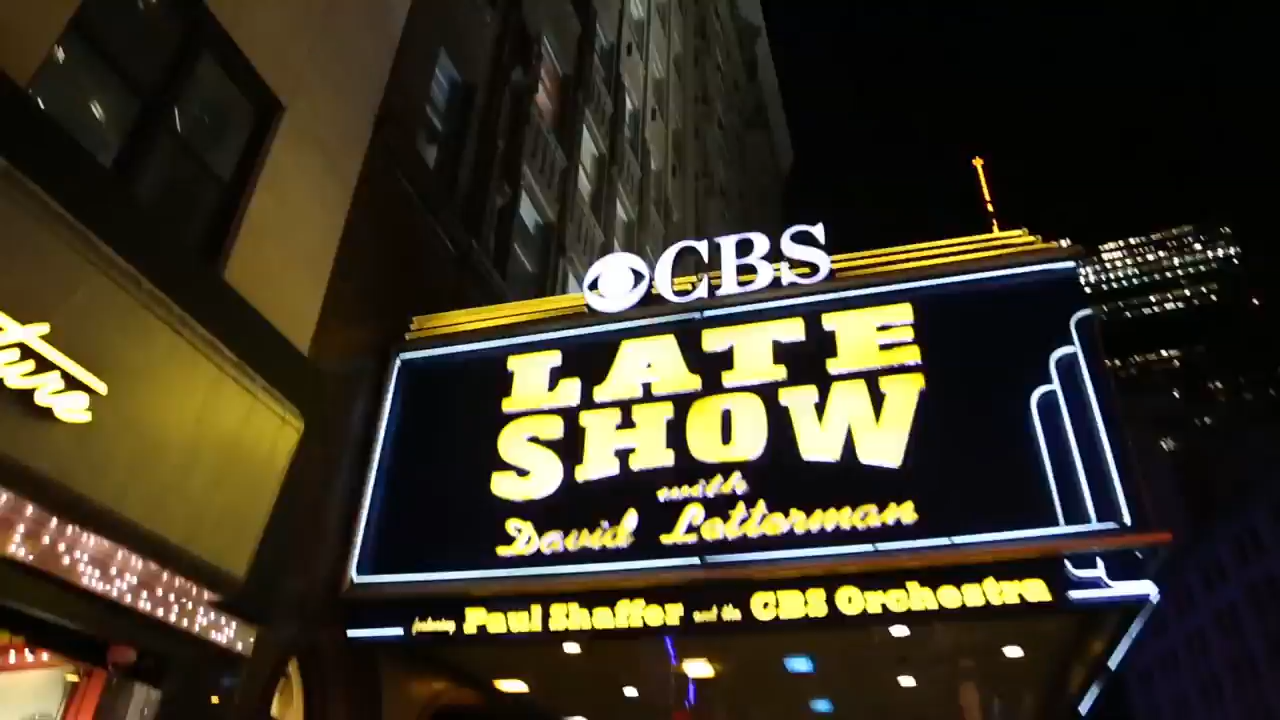 CBS
LATE
SHOW
with
David Letterman
featuring Paul Shaffer and the CBS Orchestra